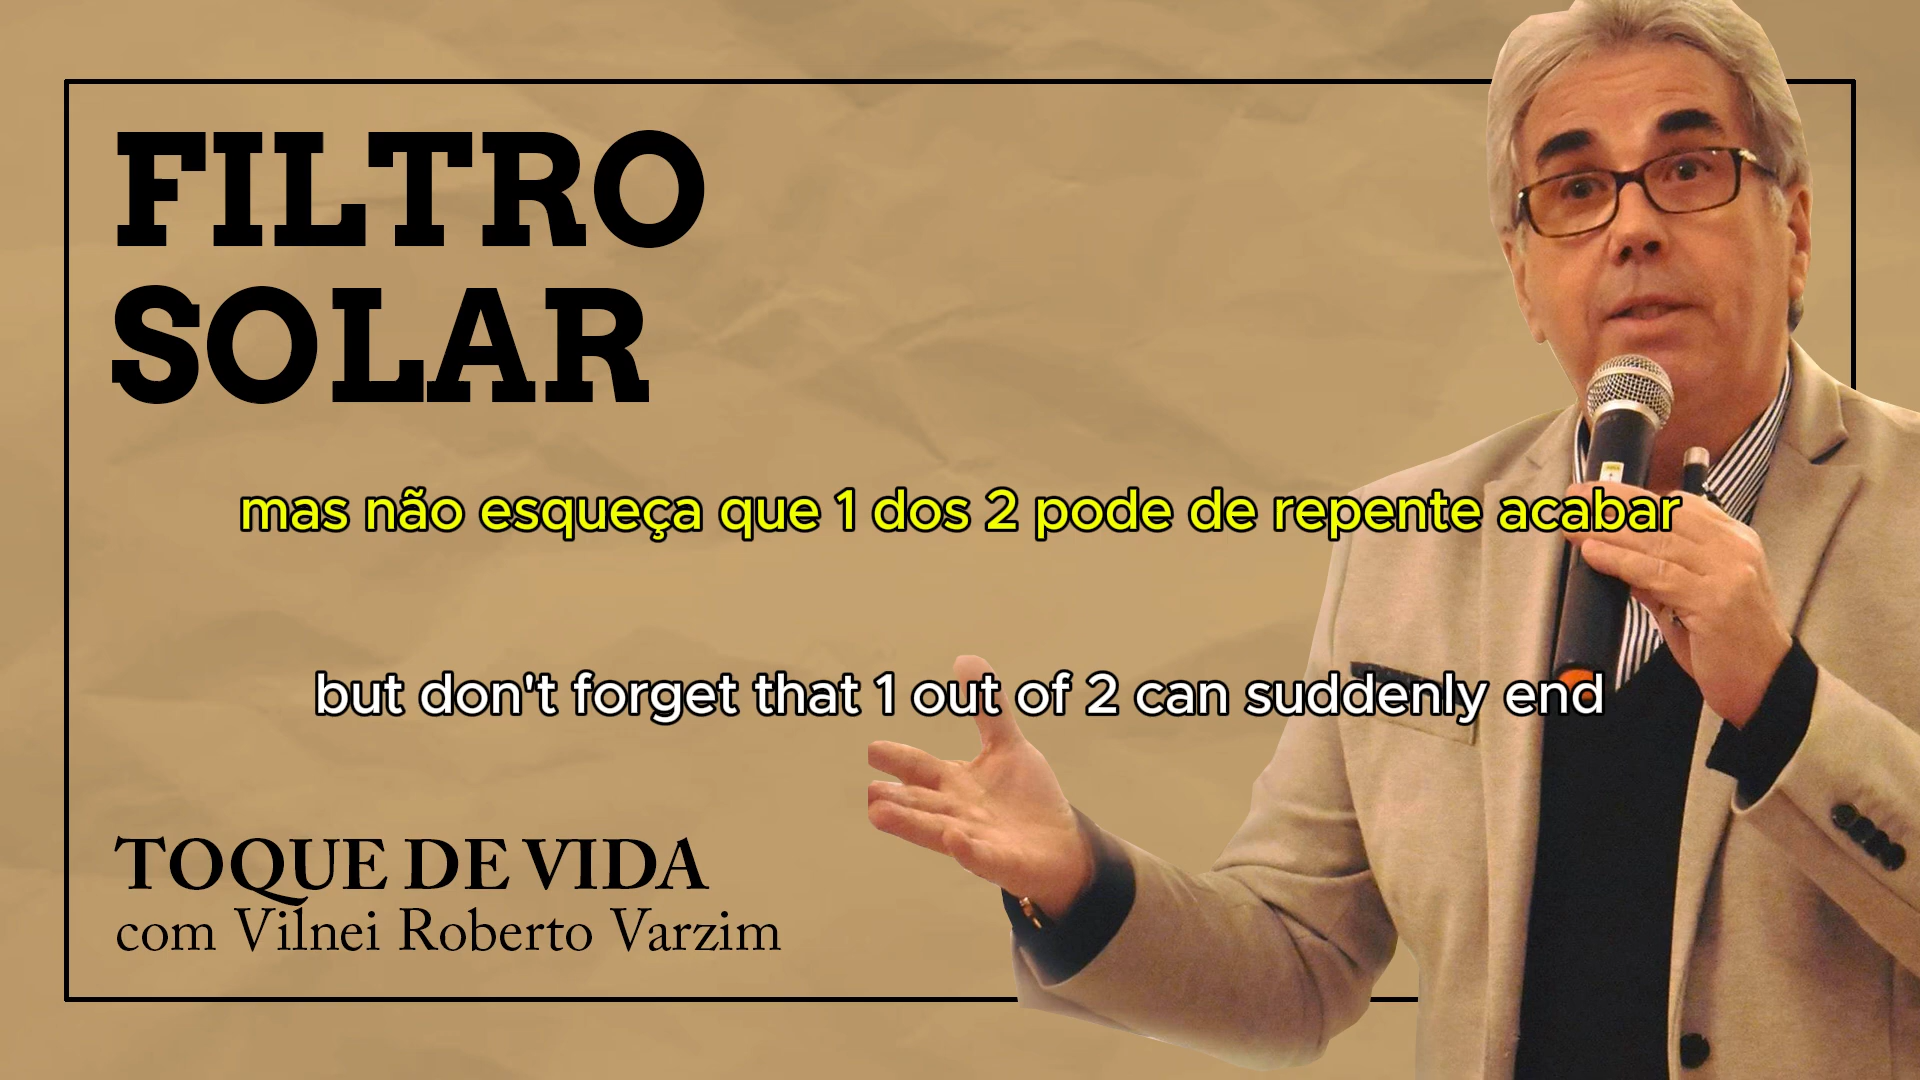 FILTRO
SOLAR
mas não esqueça que 1 dos 2 pode de repente acabar
but don't forget that 1 out of 2 can suddenly end
TOQUE DE VIDA
com Vilnei Roberto Varzim